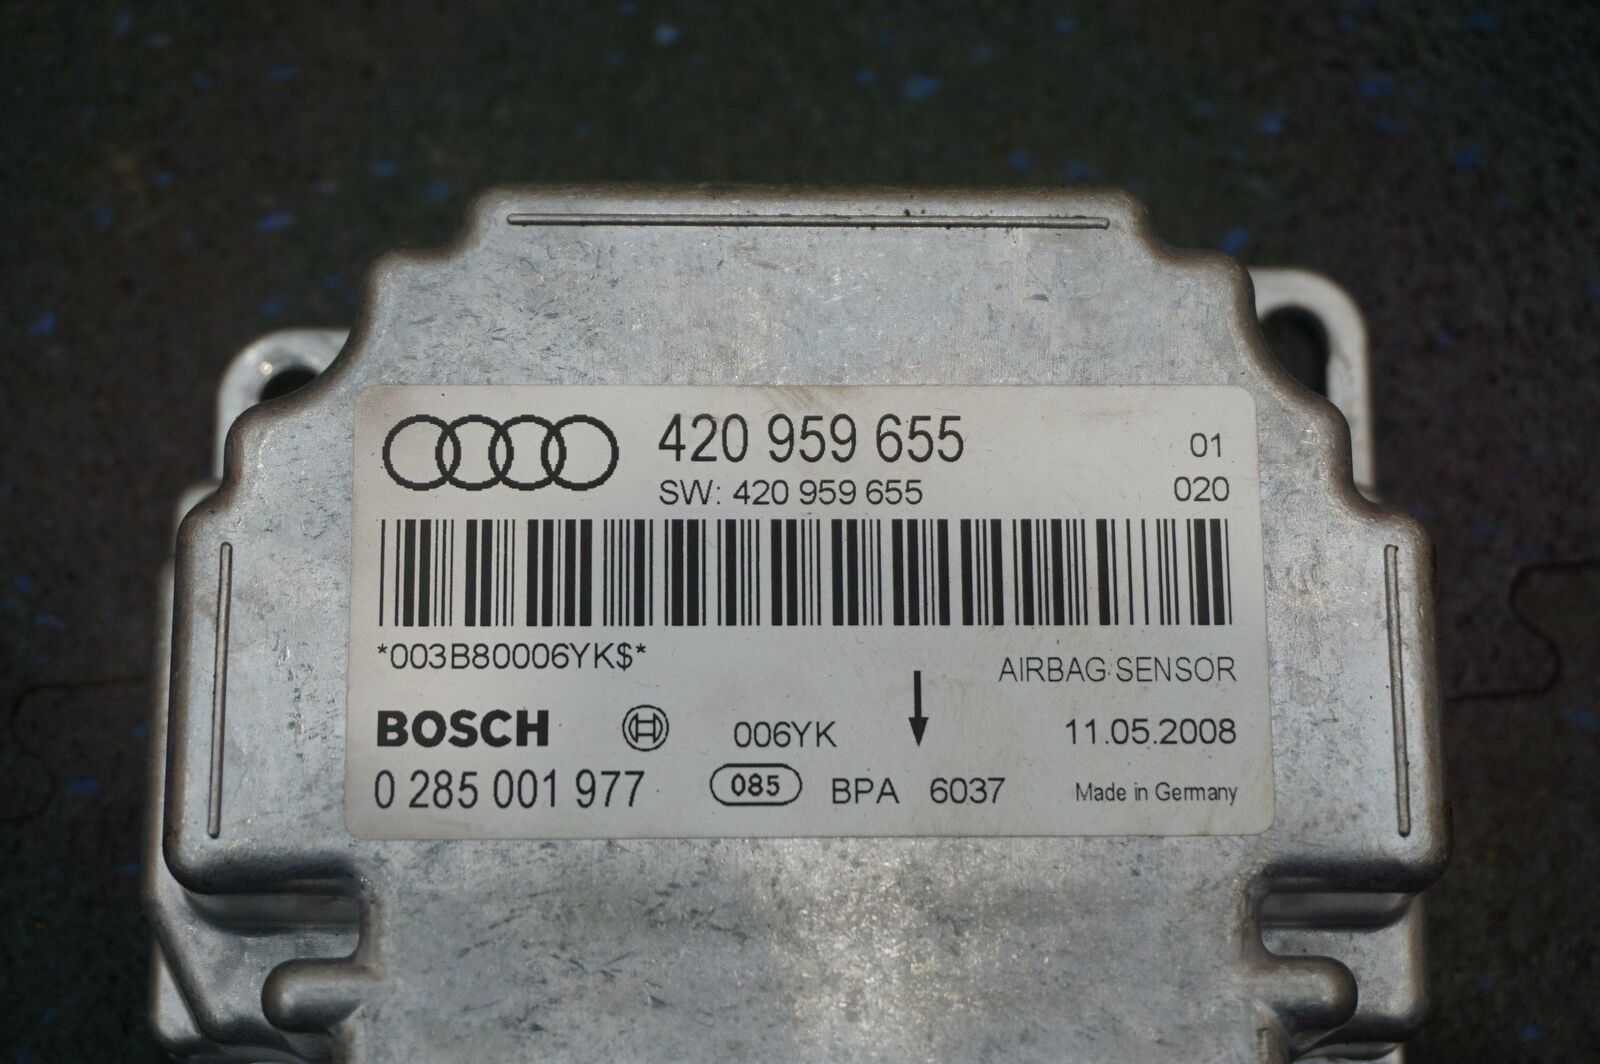 420 959 655 01
SW: 420 959 655 020
*003B80006YK$*
AIRBAG SENSOR
BOSCH 006YK 11.05.2008
0 285 001 977 085 BPA 6037 Made in Germany